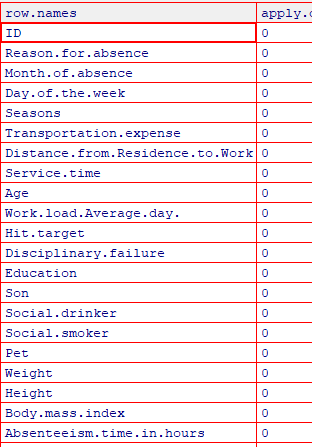 row.names apply.
ID 0
Reason.for.absence 0
Month.of.absence 0
Day.of.the.week 0
Seasons 0
Transportation.expense 0
Distance.from.Residence.to.Work 0
Service.time 0
Age 0
Work.load.Average.day. 0
Hit.target 0
Disciplinary.failure 0
Education 0
Son 0
Social.drinker 0
Social.smoker 0
Pet 0
Weight 0
Height 0
Body.mass.index 0
Absenteeism.time.in.hours 0